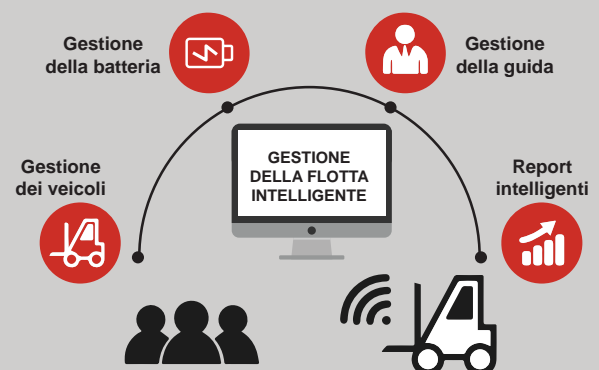 Gestione
della batteria
Gestione
della guida
Gestione
dei veicoli
GESTIONE
DELLA FLOTTA
INTELLIGENTE
Report
intelligenti